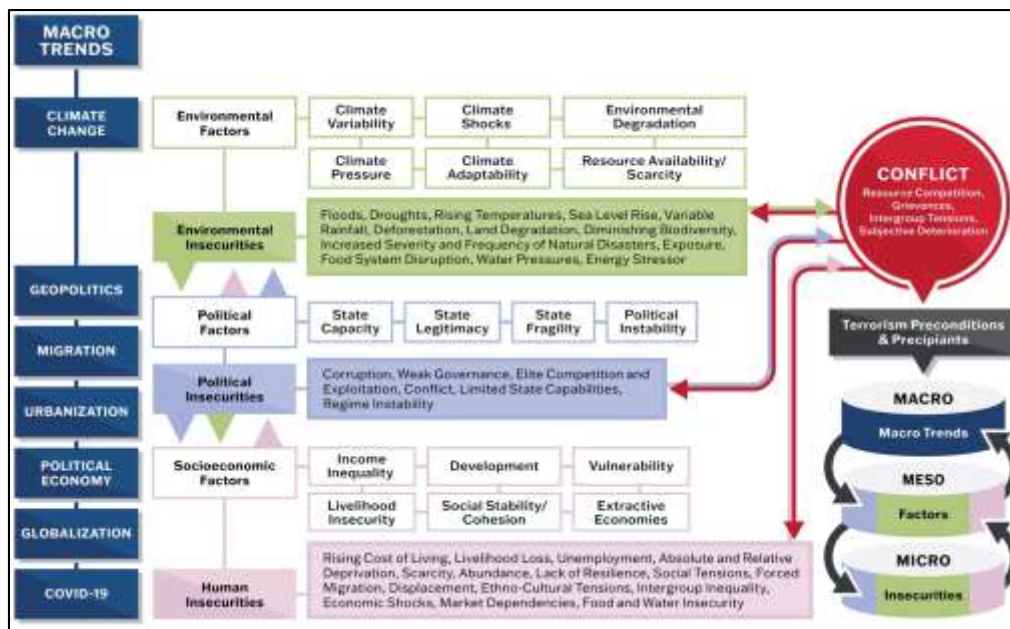 MACRO
TRENDS
CLIMATE
CHANGE
GEOPOLITICS
MIGRATION
URBANIZATION
POLITICAL
ECONOMY
GLOBALIZATION
COVID-19
Environmental
Factors
Climate
Variability
Climate
Shocks
Environmental
Degradation
Climate
Pressure
Climate
Adaptability
Resource Availability/
Scarcity
Environmental
Insecurities
Floods, Droughts, Rising Temperatures, Sea Level Rise, Variable
Rainfall, Deforestation, Land Degradation, Diminishing Biodiversity,
Increased Severity and Frequency of Natural Disasters, Exposure,
Food System Disruption, Water Pressures, Energy Stressor
Political
Factors
State
Capacity
State
Legitimacy
State
Fragility
Political
Instability
Political
Insecurities
Corruption, Weak Governance, Elite Competition and
Exploitation, Conflict, Limited State Capabilities,
Regime Instability
Socioeconomic
Factors
Income
Inequality
Development
Vulnerability
Livelihood
Insecurity
Social Stability/
Cohesion
Extractive
Economies
Human
Insecurities
Rising Cost of Living, Livelihood Loss, Unemployment, Absolute and Relative
Deprivation, Scarcity, Abundance, Lack of Resilience, Social Tensions, Forced
Migration, Displacement, Ethno-Cultural Tensions, Intergroup Inequality,
Economic Shocks, Market Dependencies, Food and Water Insecurity
CONFLICT
Resource Competition,
Grievances,
Intergroup Tensions,
Subjective Deterioration
Terrorism Preconditions
& Precipiants
MACRO
Macro Trends
MESO
Factors
MICRO
Insecurities